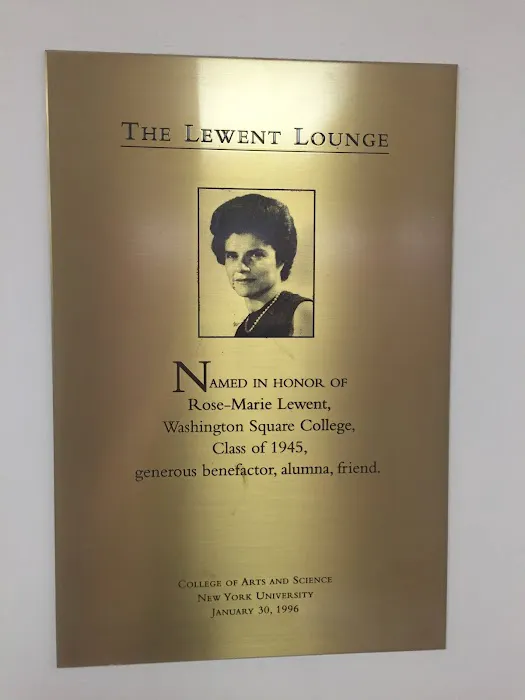 The Lewent Lounge
Named in honor of
Rose-Marie Lewent,
Washington Square College,
Class of 1945,
generous benefactor, alumna, friend.
College of Arts and Science
New York University
January 30, 1996